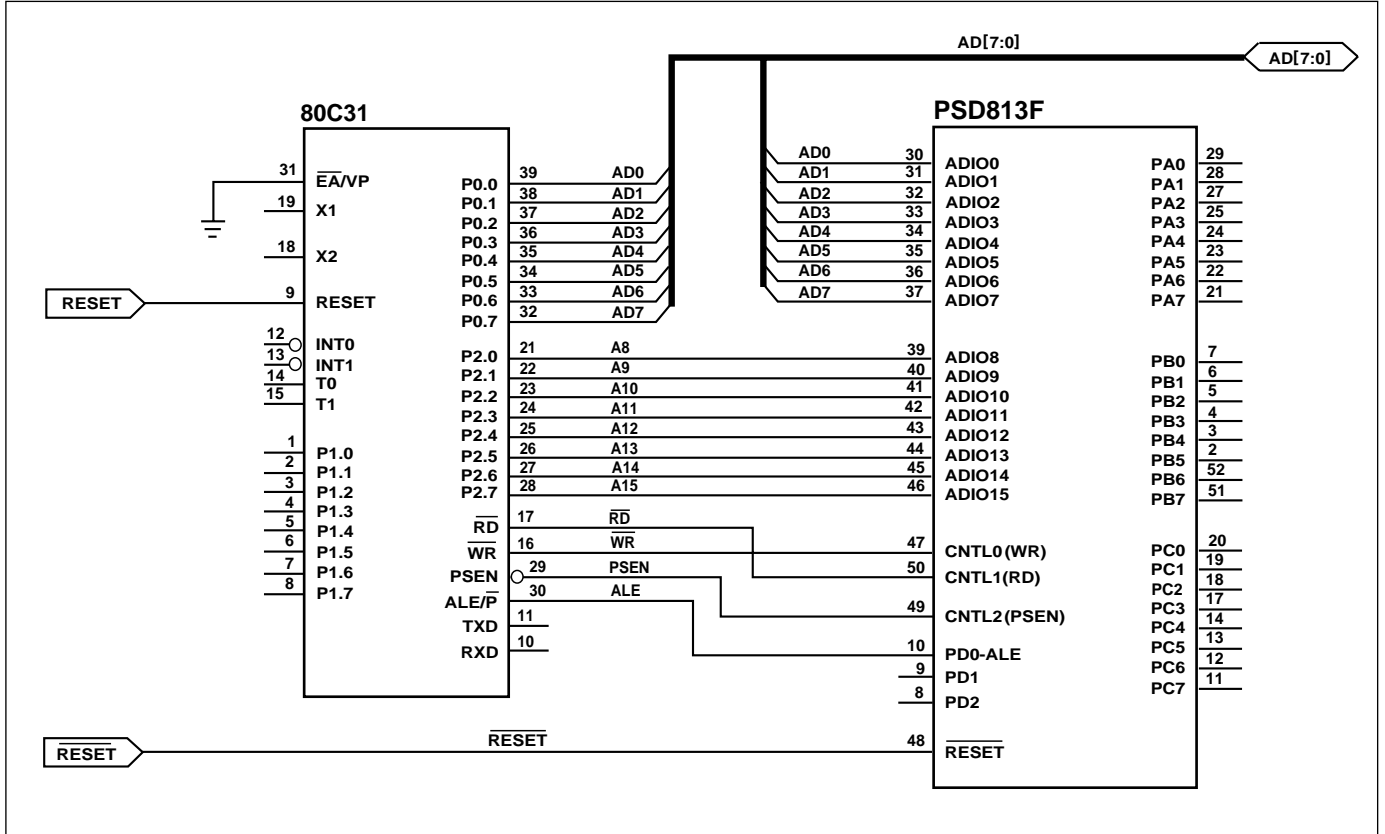 AD[7:0]
AD[7:0]
80C31
PSD813F
31 E̅A̅/VP
19 X1
18 X2
RESET
9 RESET
12 INT0
13 INT1
14 T0
15 T1
1 P1.0
2 P1.1
3 P1.2
4 P1.3
5 P1.4
6 P1.5
7 P1.6
8 P1.7
P0.0 39 AD0
P0.1 38 AD1
P0.2 37 AD2
P0.3 36 AD3
P0.4 35 AD4
P0.5 34 AD5
P0.6 33 AD6
P0.7 32 AD7
P2.0 21 A8
P2.1 22 A9
P2.2 23 A10
P2.3 24 A11
P2.4 25 A12
P2.5 26 A13
P2.6 27 A14
P2.7 28 A15
R̅D̅ 17 R̅D̅
W̅R̅ 16 W̅R̅
PSEN 29 PSEN
ALE/P̅ 30 ALE
TXD 11
RXD 10
AD0 30 ADIO0
AD1 31 ADIO1
AD2 32 ADIO2
AD3 33 ADIO3
AD4 34 ADIO4
AD5 35 ADIO5
AD6 36 ADIO6
AD7 37 ADIO7
39 ADIO8
40 ADIO9
41 ADIO10
42 ADIO11
43 ADIO12
44 ADIO13
45 ADIO14
46 ADIO15
47 CNTL0(WR)
50 CNTL1(RD)
49 CNTL2(PSEN)
10 PD0-ALE
9 PD1
8 PD2
48 R̅E̅S̅E̅T̅
PA0 29
PA1 28
PA2 27
PA3 25
PA4 24
PA5 23
PA6 22
PA7 21
PB0 7
PB1 6
PB2 5
PB3 4
PB4 3
PB5 2
PB6 52
PB7 51
PC0 20
PC1 19
PC2 18
PC3 17
PC4 14
PC5 13
PC6 12
PC7 11
R̅E̅S̅E̅T̅
R̅E̅S̅E̅T̅